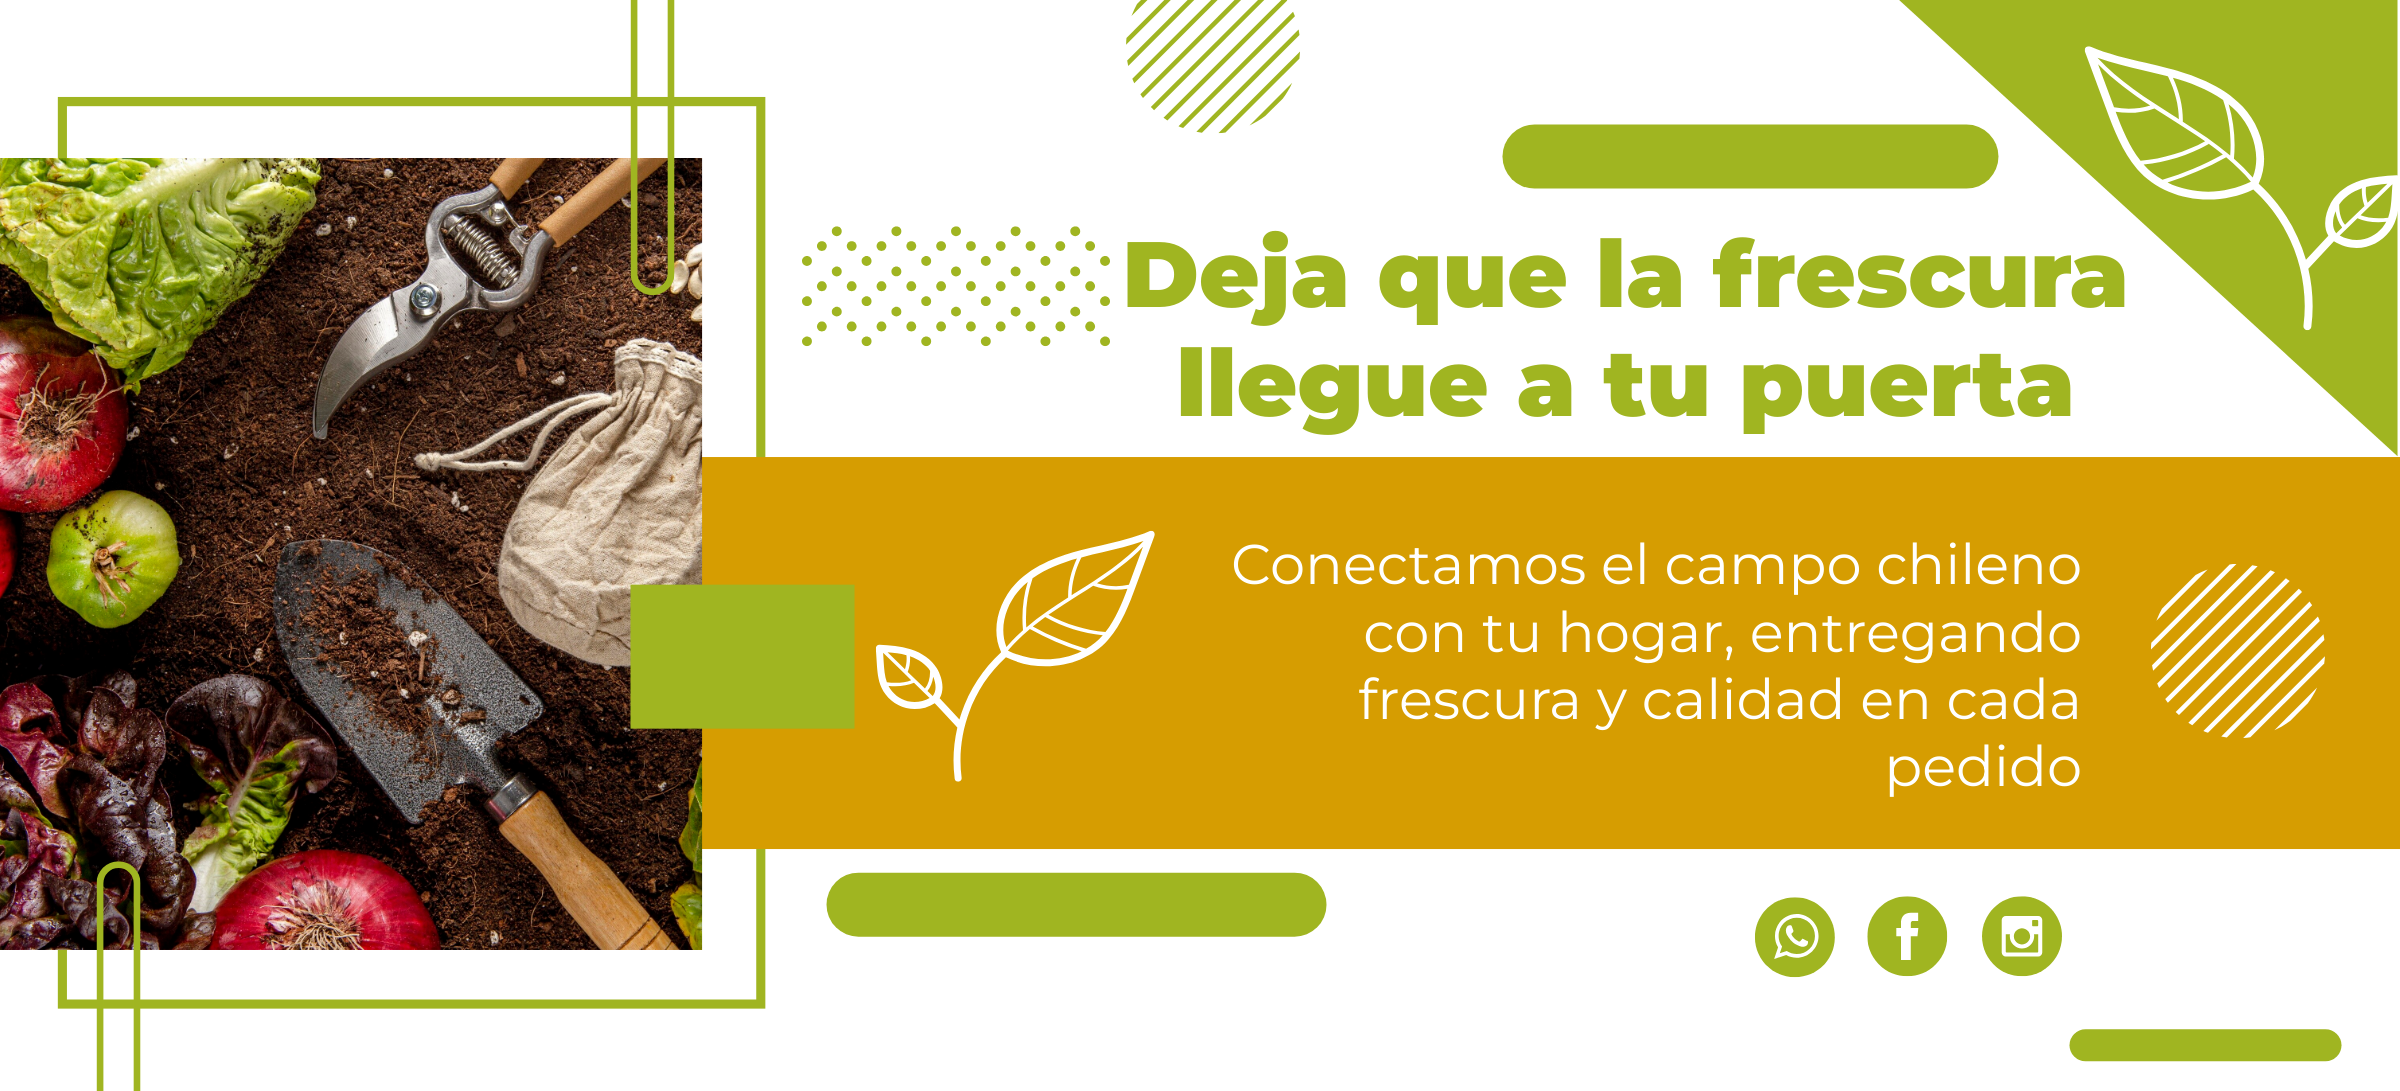 Deja que la frescura
llegue a tu puerta
Conectamos el campo chileno
con tu hogar, entregando
frescura y calidad en cada
pedido